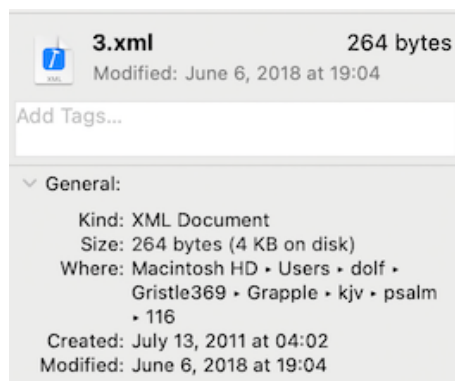 3.xml 264 bytes
Modified: June 6, 2018 at 19:04
XML
Add Tags...
General:
Kind: XML Document
Size: 264 bytes (4 KB on disk)
Where: Macintosh HD ▸ Users ▸ dolf ▸
Gristle369 ▸ Grapple ▸ kjv ▸ psalm
▸ 116
Created: July 13, 2011 at 04:02
Modified: June 6, 2018 at 19:04